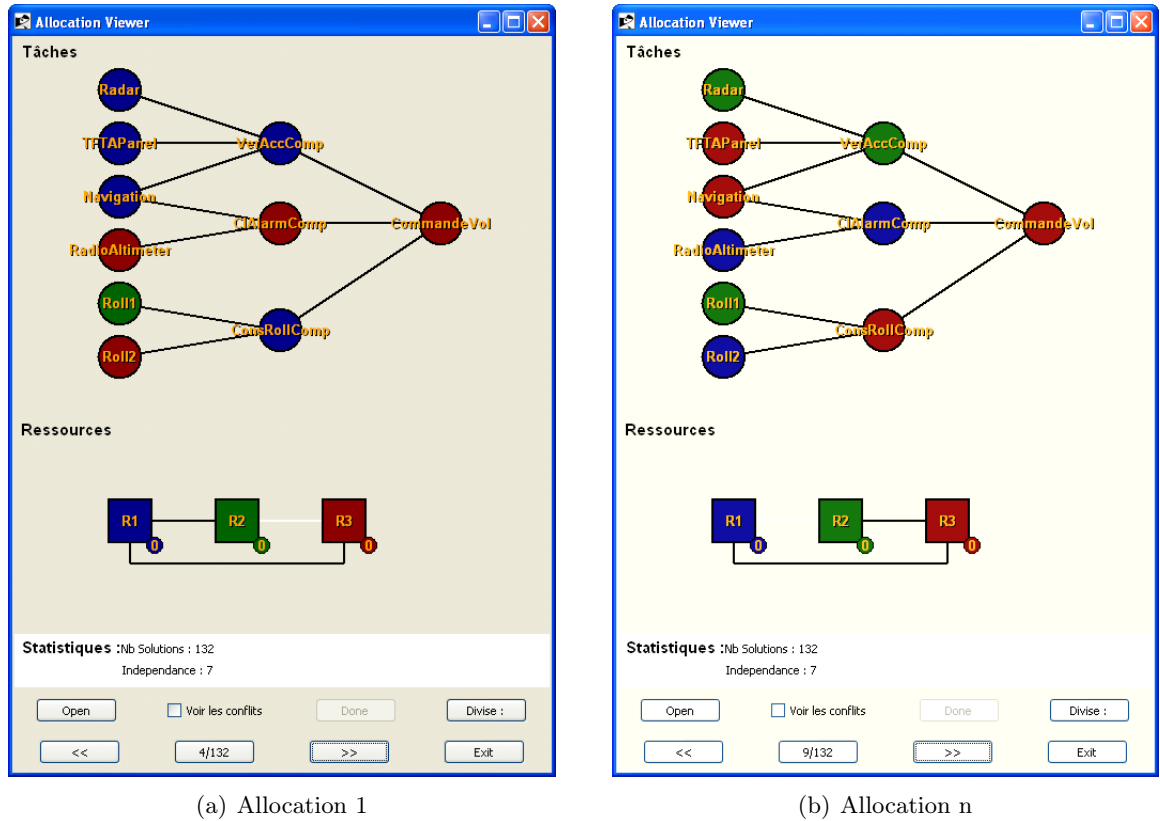 Allocation Viewer
Tâches
Radar
TFTAPanel
VerAccComp
Navigation
CIAlarmComp
CommandeVol
RadioAltimeter
Roll1
ConsRollComp
Roll2
Ressources
R1 R2 R3
0 0 0
Statistiques : Nb Solutions : 132
Independance : 7
Open Voir les conflits Done Divise :
<< 4/132 >> Exit
(a) Allocation 1
Allocation Viewer
Tâches
Radar
TFTAPanel
VerAccComp
Navigation
CIAlarmComp
CommandeVol
RadioAltimeter
Roll1
ConsRollComp
Roll2
Ressources
R1 R2 R3
0 0 0
Statistiques : Nb Solutions : 132
Independance : 7
Open Voir les conflits Done Divise :
<< 9/132 >> Exit
(b) Allocation n